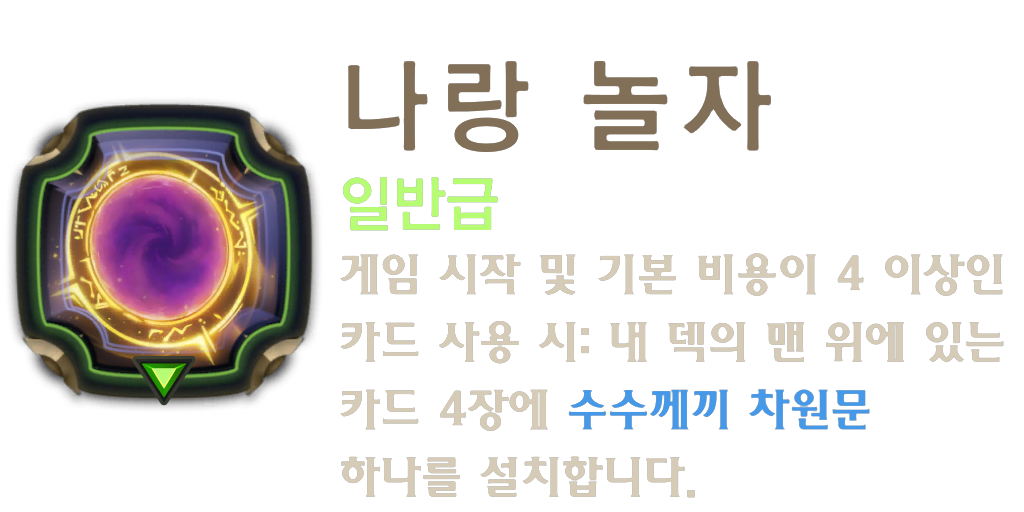 나랑 놀자
일반급
게임 시작 및 기본 비용이 4 이상인
카드 사용 시: 내 덱의 맨 위에 있는
카드 4장에 수수께끼 차원문
하나를 설치합니다.